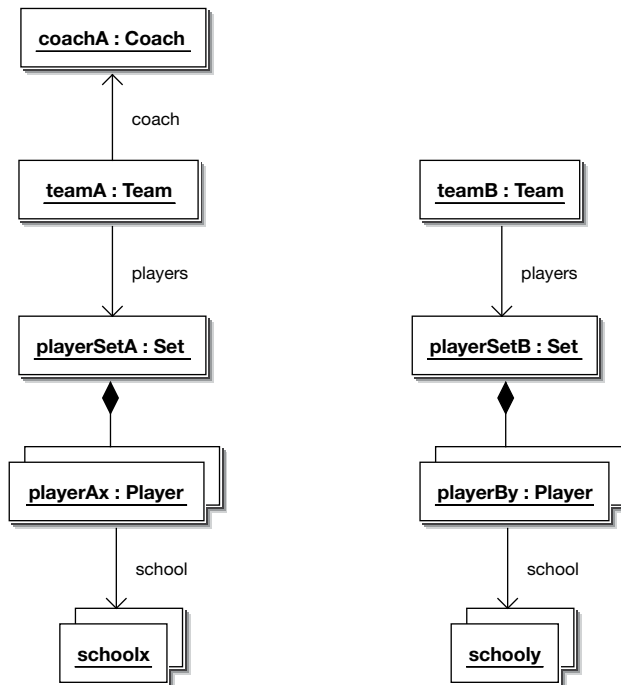 coachA : Coach
coach
teamA : Team
teamB : Team
players
players
playerSetA : Set
playerSetB : Set
playerAx : Player
playerBy : Player
school
school
schoolx
schooly